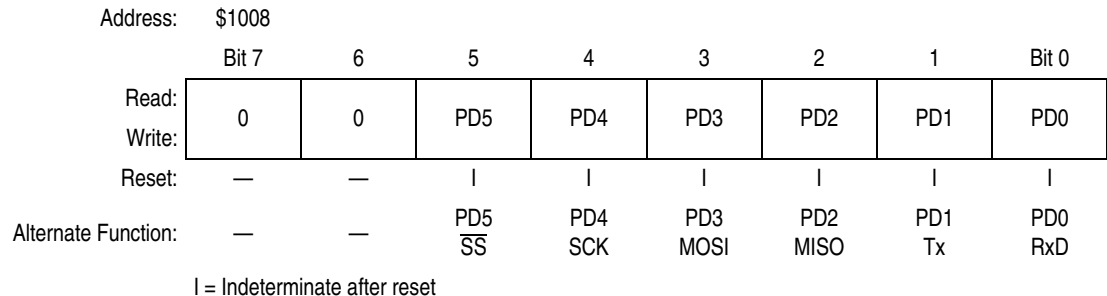 Address: $1008
Bit 7 6 5 4 3 2 1 Bit 0
Read:
0 0 PD5 PD4 PD3 PD2 PD1 PD0
Write:
Reset: — — I I I I I I
PD5 PD4 PD3 PD2 PD1 PD0
Alternate Function: — —
SS SCK MOSI MISO Tx RxD
I = Indeterminate after reset